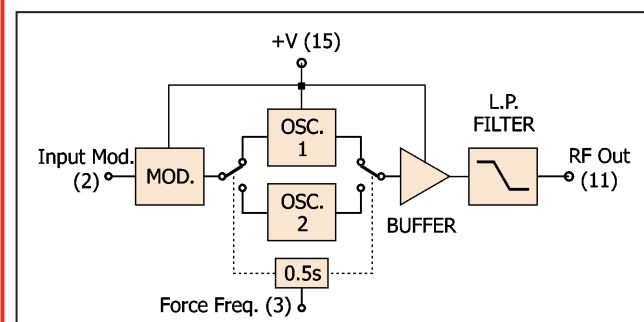 +V (15)
L.P.
FILTER
OSC.
1
Input Mod.
(2)
MOD.
RF Out
(11)
OSC.
2
BUFFER
0.5s
Force Freq. (3)